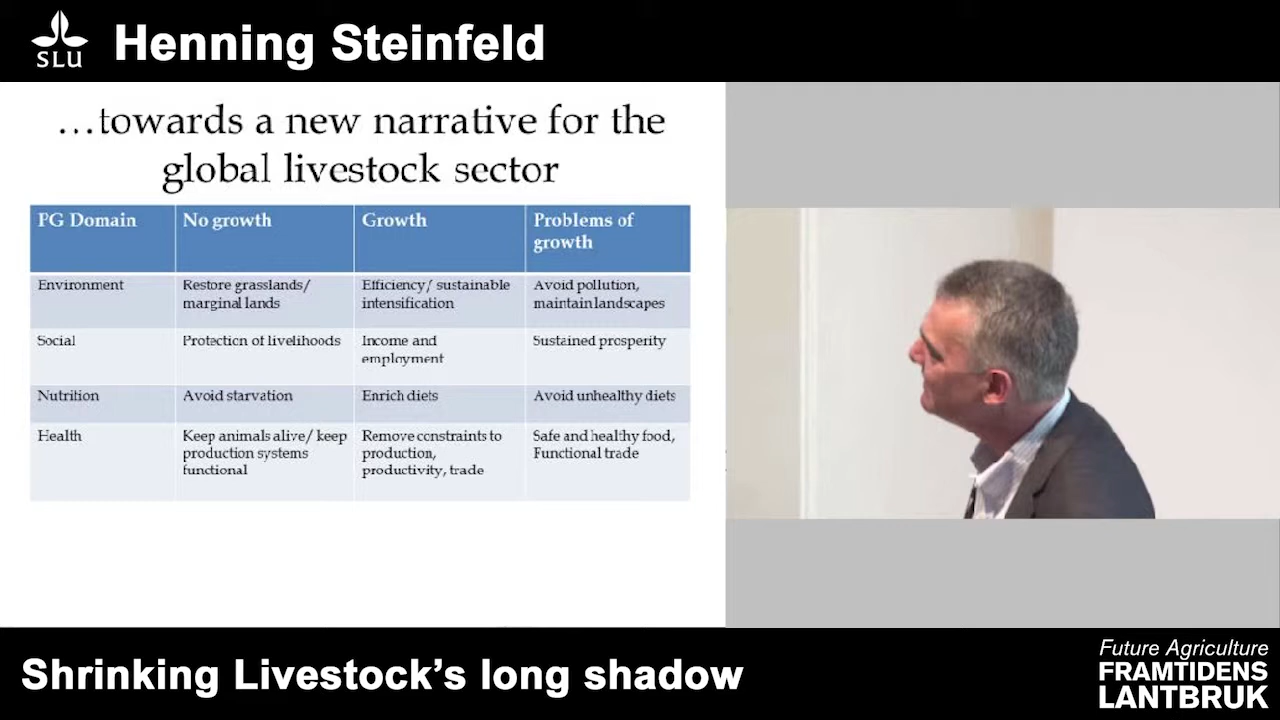 SLU
Henning Steinfeld
…towards a new narrative for the
global livestock sector
PG Domain
No growth
Growth
Problems of
growth
Environment
Restore grasslands/
marginal lands
Efficiency/ sustainable
intensification
Avoid pollution,
maintain landscapes
Social
Protection of livelihoods
Income and
employment
Sustained prosperity
Nutrition
Avoid starvation
Enrich diets
Avoid unhealthy diets
Health
Keep animals alive/ keep
production systems
functional
Remove constraints to
production,
productivity, trade
Safe and healthy food,
Functional trade
Shrinking Livestock's long shadow
Future Agriculture
FRAMTIDENS
LANTBRUK